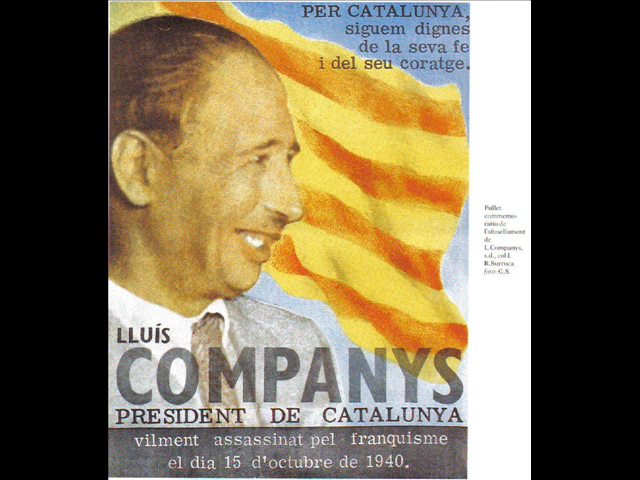 PER CATALUNYA,
siguem dignes
de la seva fe
i del seu coratge.
LLUÍS
COMPANYS
PRESIDENT DE CATALUNYA
vilment assassinat pel franquisme
el dia 15 d'octubre de 1940.
Fullet
commemo-
ratiu de
l'afusellament
de
L. Companys,
s.d., col·l.
R. Surroca
foto: G.S.